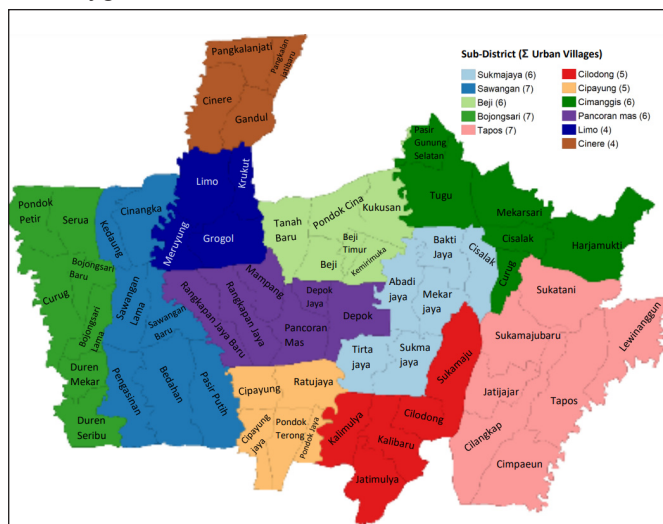 Sub-District (Σ Urban Villages)
Sukmajaya (6)
Sawangan (7)
Beji (6)
Bojongsari (7)
Tapos (7)
Cilodong (5)
Cipayung (5)
Cimanggis (6)
Pancoran mas (6)
Limo (4)
Cinere (4)
Pangkalanjati
Pangkalan
Jatibaru
Cinere
Gandul
Limo
Krukut
Meruyung
Grogol
Pasir
Gunung
Selatan
Tugu
Mekarsari
Cisalak
Harjamukti
Curug
Pondok
Petir
Serua
Bojongsari
Baru
Curug
Bojongsari
Lama
Duren
Mekar
Duren
Seribu
Kedaung
Cinangka
Sawangan
Lama
Sawangan
Baru
Pengasinan
Bedahan
Pasir Putih
Tanah
Baru
Pondok Cina
Kukusan
Beji
Timur
Beji
Kemirimuka
Mampang
Rangkapan Jaya Baru
Rangkapan Jaya
Depok
Jaya
Pancoran
Mas
Depok
Bakti
Jaya
Cisalak
Abadi
jaya
Mekar
jaya
Tirta
jaya
Sukma
jaya
Cipayung
Ratujaya
Cipayung
jaya
Pondok
Terong
Pondok Jaya
Sukamaju
Cilodong
Kalimulya
Kalibaru
Jatimulya
Sukatani
Sukamajubaru
Lewinanggun
Jatijajar
Tapos
Cilangkap
Cimpaeun